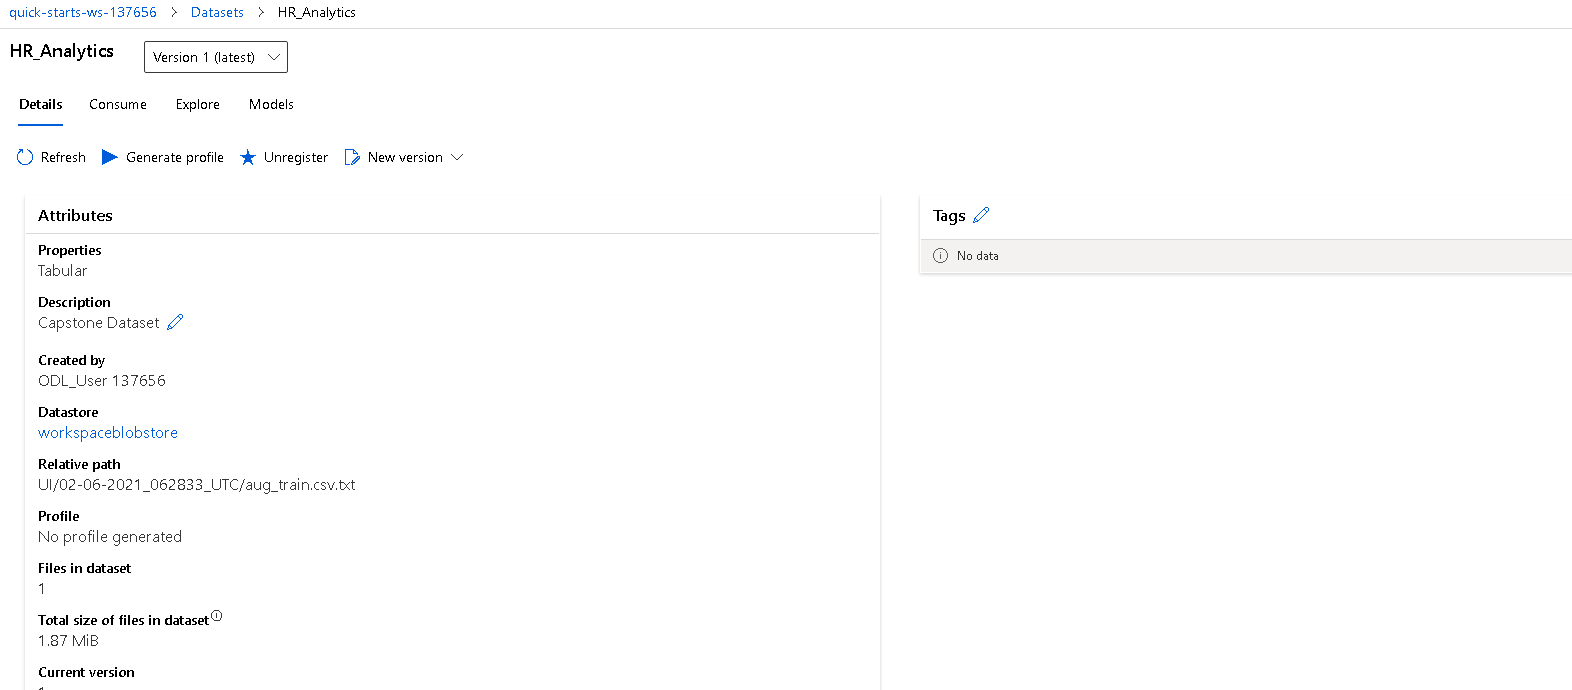 quick-starts-ws-137656 > Datasets > HR_Analytics
HR_Analytics
Version 1 (latest)
Details Consume Explore Models
Refresh Generate profile Unregister New version
Attributes
Properties
Tabular
Description
Capstone Dataset
Created by
ODL_User 137656
Datastore
workspaceblobstore
Relative path
UI/02-06-2021_062833_UTC/aug_train.csv.txt
Profile
No profile generated
Files in dataset
1
Total size of files in dataset
1.87 MiB
Current version
Tags
No data